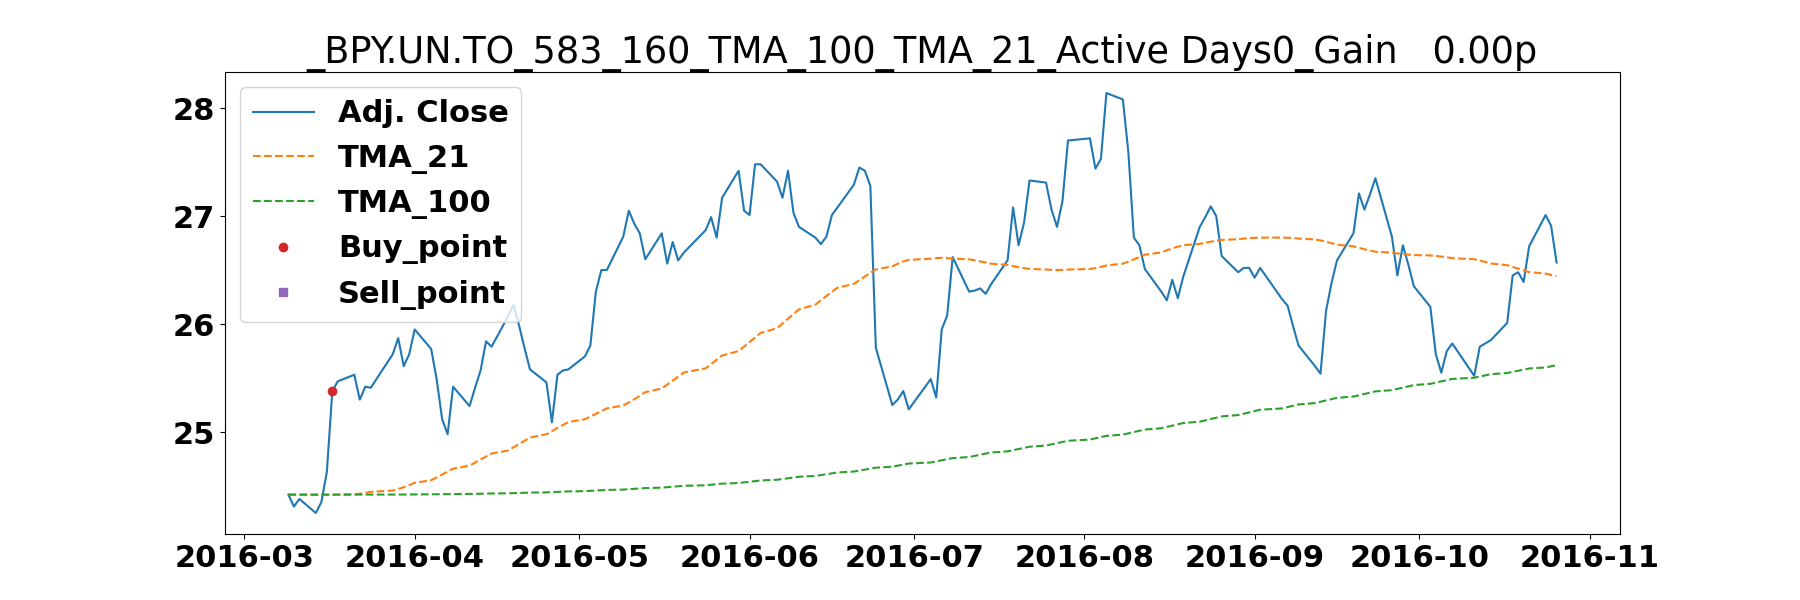 _BPY.UN.TO_583_160_TMA_100_TMA_21_Active Days0_Gain   0.00p
28
27
26
25
Adj. Close
TMA_21
TMA_100
Buy_point
Sell_point
2016-03 2016-04 2016-05 2016-06 2016-07 2016-08 2016-09 2016-10 2016-11